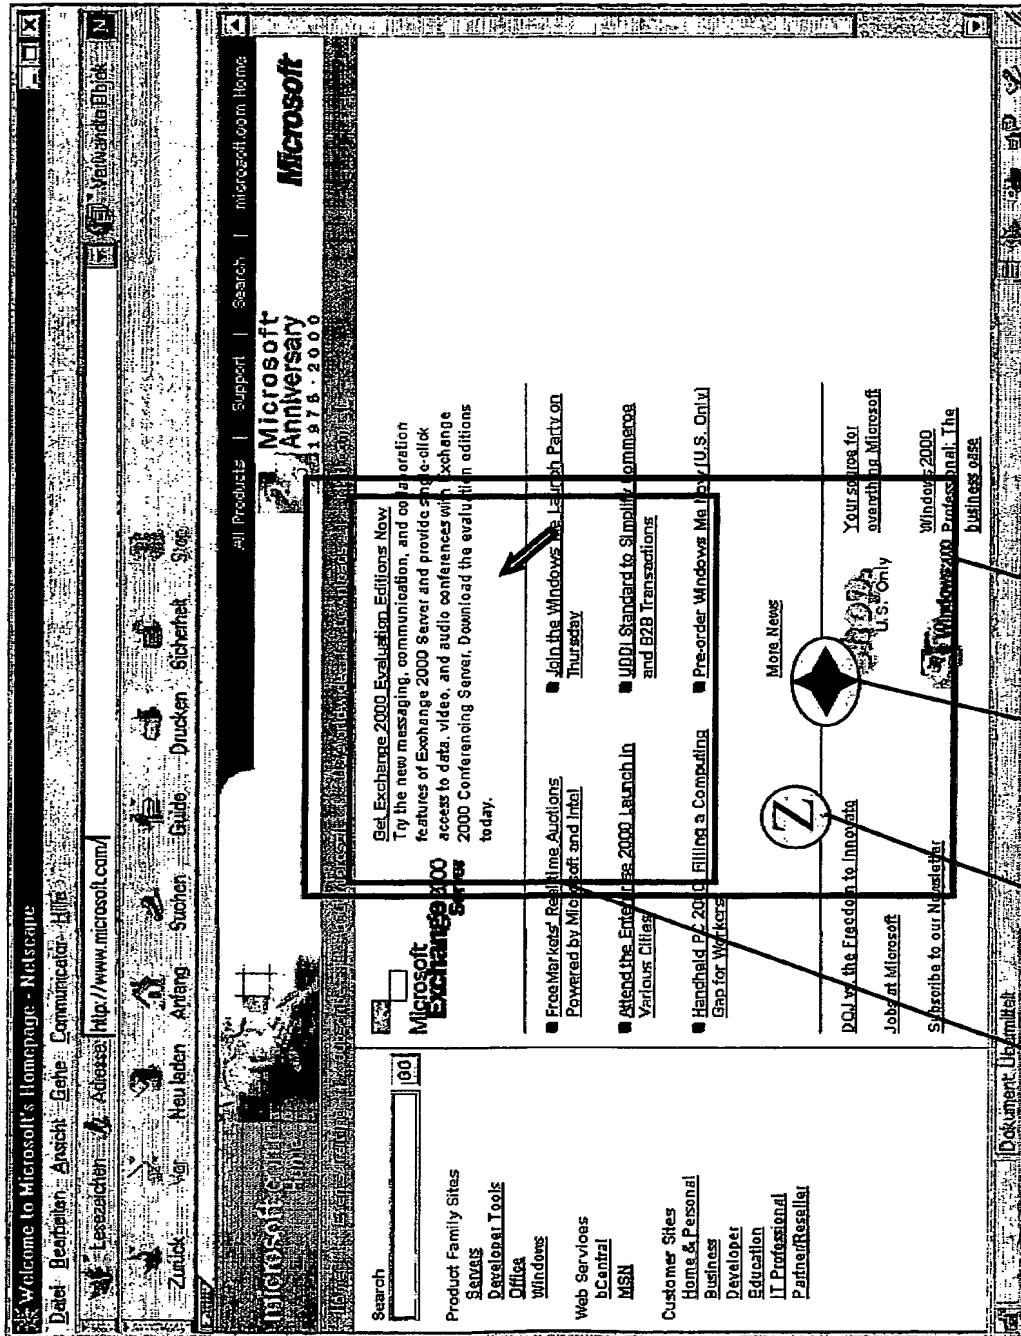 Welcome to Microsoft's Homepage - Netscape
Datei Bearbeiten Ansicht Gehe Communicator Hilfe
Lesezeichen Adresse: http://www.microsoft.com/ Verwandte Objek N
Zurück Vor Neu laden Anfang Suchen Guide Drucken Sicherheit Stop
All Products | Support | Search | microsoft.com Home
Microsoft
Anniversary
1975 · 2000
Microsoft
Search
GO
Product Family Sites
Servers
Developer Tools
Office
Windows
Web Services
bCentral
MSN
Customer Sites
Home & Personal
Business
Developer
Education
IT Professional
Partner/Reseller
Microsoft
Exchange 2000
Server
Get Exchange 2000 Evaluation Editions Now
Try the new messaging, communication, and collaboration
features of Exchange 2000 Server and provide single-click
access to data, video, and audio conferences with Exchange
2000 Conferencing Server. Download the evaluation editions
today.
FreeMarkets' Real-time Auctions
Powered by Microsoft and Intel
Attend the Enterprise 2000 Launch In
Various Cities
Handheld PC 2000: Filling a Computing
Gap for Workers
Join the Windows Me Launch Party on
Thursday
UDDI Standard to Simplify Commerce
and B2B Transactions
Pre-order Windows Me Now (U.S. Only)
More News
Z
DOJ vs. the Freedom to Innovate
Jobs at Microsoft
Subscribe to our Newsletter
U.S. Only
Your source for
everything Microsoft
Windows 2000
Windows 2000 Professional: The
business case
Dokument: Übermittelt